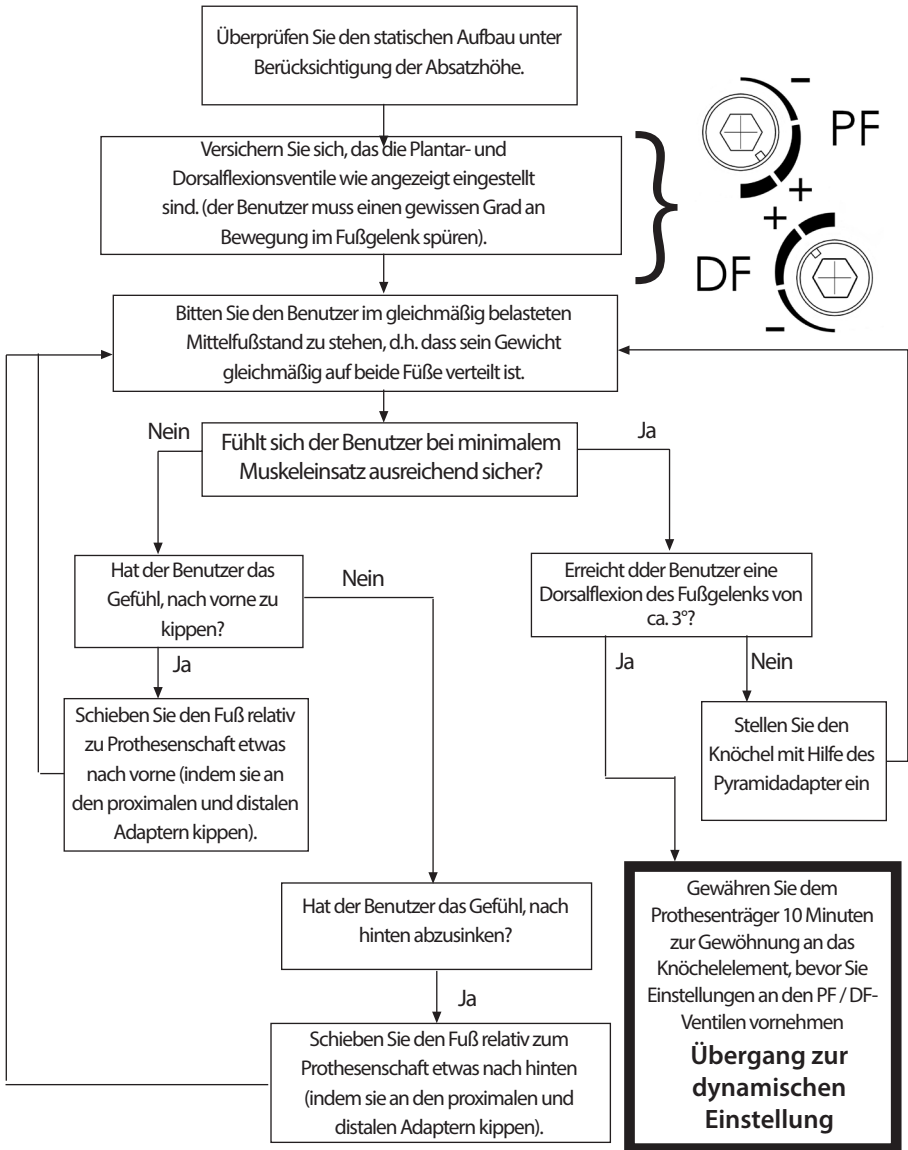 Überprüfen Sie den statischen Aufbau unter
Berücksichtigung der Absatzhöhe.
Versichern Sie sich, das die Plantar- und
Dorsalflexionsventile wie angezeigt eingestellt
sind. (der Benutzer muss einen gewissen Grad an
Bewegung im Fußgelenk spüren).
–
PF
+
+
DF
–
Bitten Sie den Benutzer im gleichmäßig belasteten
Mittelfußstand zu stehen, d.h. dass sein Gewicht
gleichmäßig auf beide Füße verteilt ist.
Nein
Ja
Fühlt sich der Benutzer bei minimalem
Muskeleinsatz ausreichend sicher?
Hat der Benutzer das
Gefühl, nach vorne zu
kippen?
Nein
Ja
Erreicht dder Benutzer eine
Dorsalflexion des Fußgelenks von
ca. 3°?
Ja
Nein
Schieben Sie den Fuß relativ
zu Prothesenschaft etwas
nach vorne (indem sie an
den proximalen und distalen
Adaptern kippen).
Stellen Sie den
Knöchel mit Hilfe des
Pyramidadapter ein
Hat der Benutzer das Gefühl, nach
hinten abzusinken?
Ja
Schieben Sie den Fuß relativ zum
Prothesenschaft etwas nach hinten
(indem sie an den proximalen und
distalen Adaptern kippen).
Gewähren Sie dem
Prothesenträger 10 Minuten
zur Gewöhnung an das
Knöchelelement, bevor Sie
Einstellungen an den PF / DF-
Ventilen vornehmen
Übergang zur
dynamischen
Einstellung